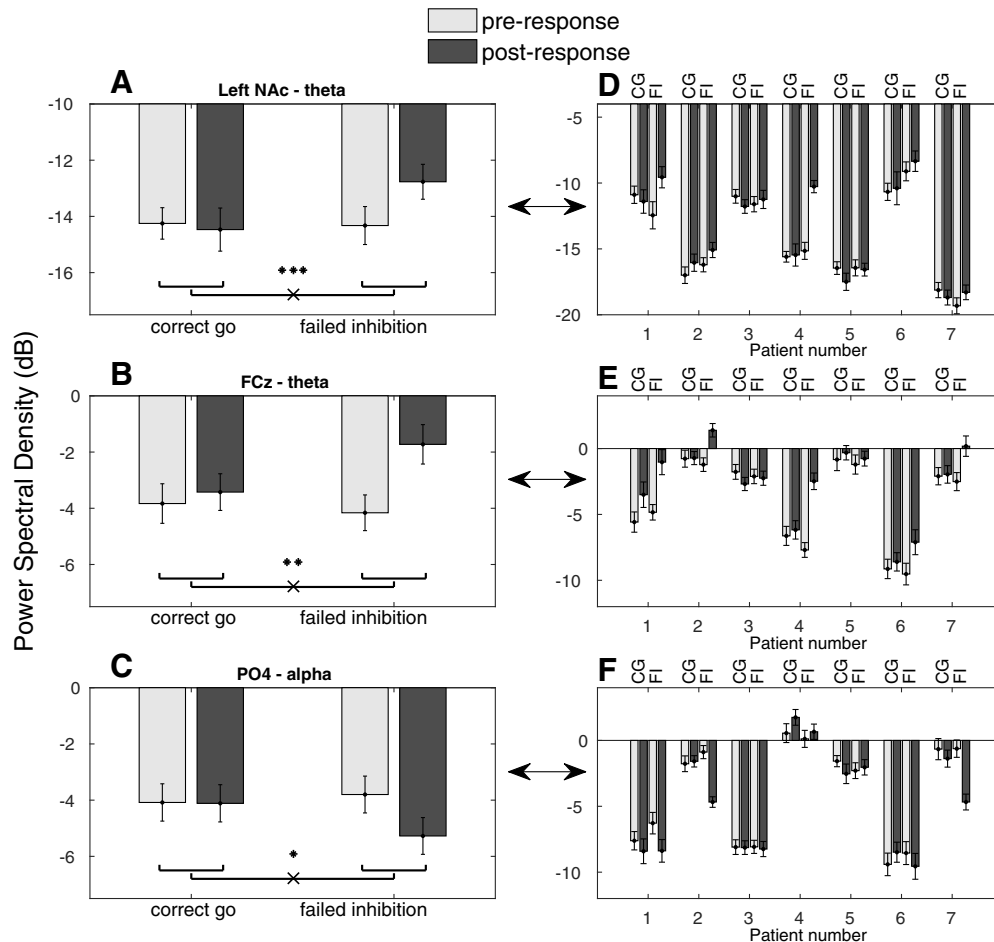 pre-response
post-response
Power Spectral Density (dB)
A
Left NAc - theta
-10
-12
-14
-16
***
correct go failed inhibition
D
CG FI CG FI CG FI CG FI CG FI CG FI CG FI
-5
-10
-15
-20
1 2 3 4 5 6 7
Patient number
B
FCz - theta
0
-2
-4
-6
**
correct go failed inhibition
E
CG FI CG FI CG FI CG FI CG FI CG FI CG FI
0
-5
-10
1 2 3 4 5 6 7
Patient number
C
PO4 - alpha
0
-2
-4
-6
*
correct go failed inhibition
F
CG FI CG FI CG FI CG FI CG FI CG FI CG FI
0
-5
-10
1 2 3 4 5 6 7
Patient number